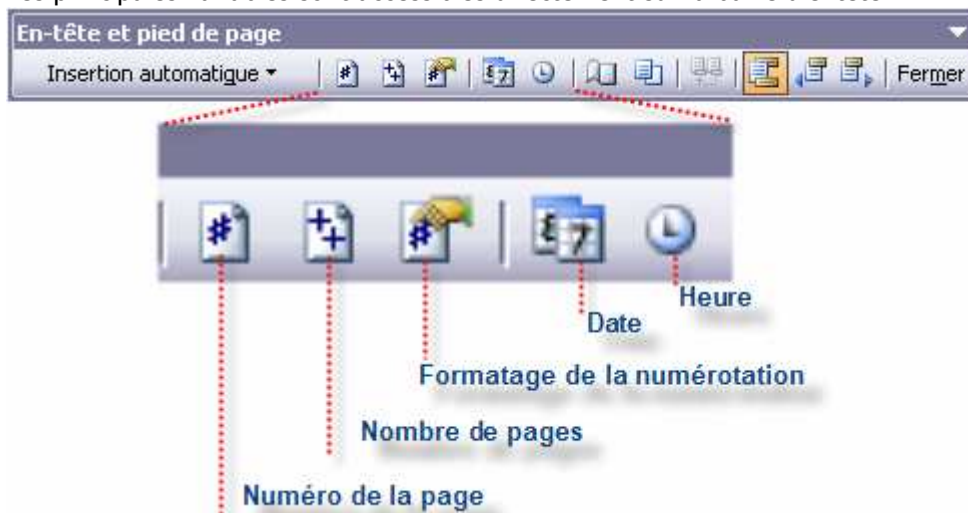 En-tête et pied de page
Insertion automatique
Fermer
Heure
Date
Formatage de la numérotation
Nombre de pages
Numéro de la page